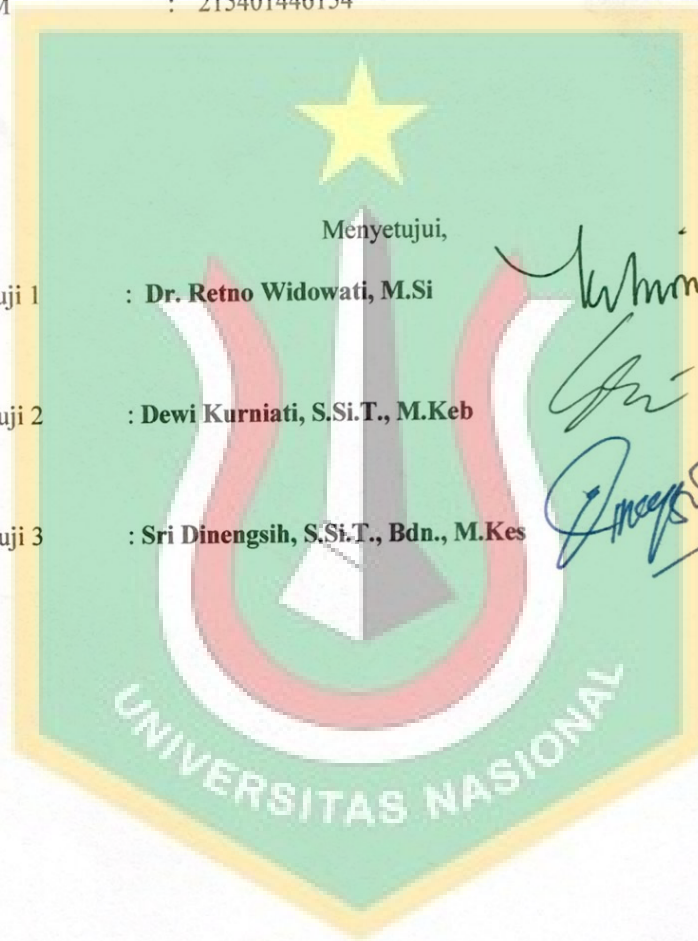 : 215401446154
Menyetujui,
uji 1 : Dr. Retno Widowati, M.Si
uji 2 : Dewi Kurniati, S.Si.T., M.Keb
uji 3 : Sri Dinengsih, S.Si.T., Bdn., M.Kes
UNIVERSITAS NASIONAL